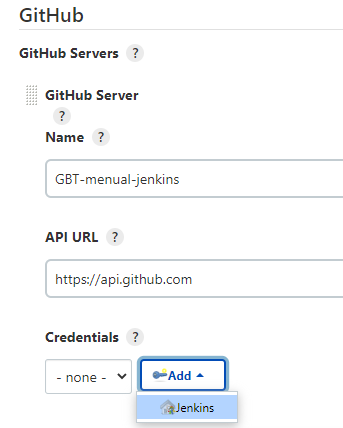 GitHub
GitHub Servers ?
GitHub Server
?
Name ?
GBT-menual-jenkins
API URL ?
https://api.github.com
Credentials ?
- none - Add
Jenkins